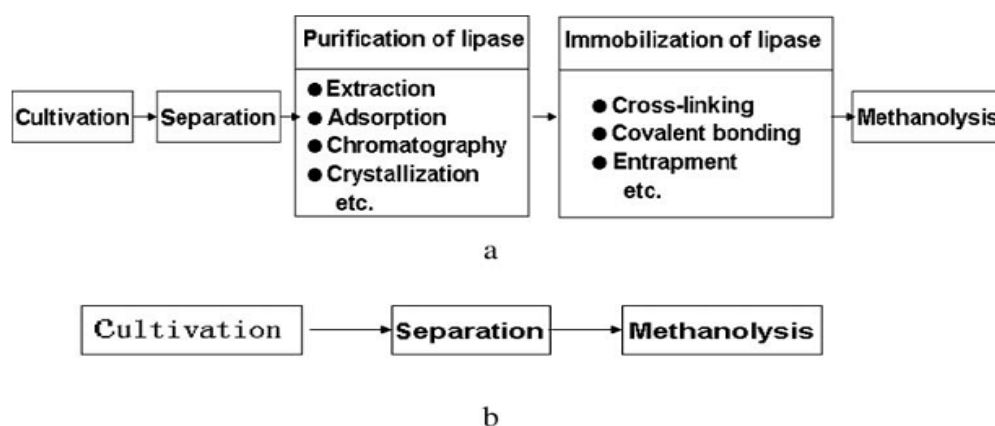 Cultivation
Separation
Purification of lipase
● Extraction
● Adsorption
● Chromatography
● Crystallization
etc.
Immobilization of lipase
● Cross-linking
● Covalent bonding
● Entrapment
etc.
Methanolysis
a
Cultivation
Separation
Methanolysis
b